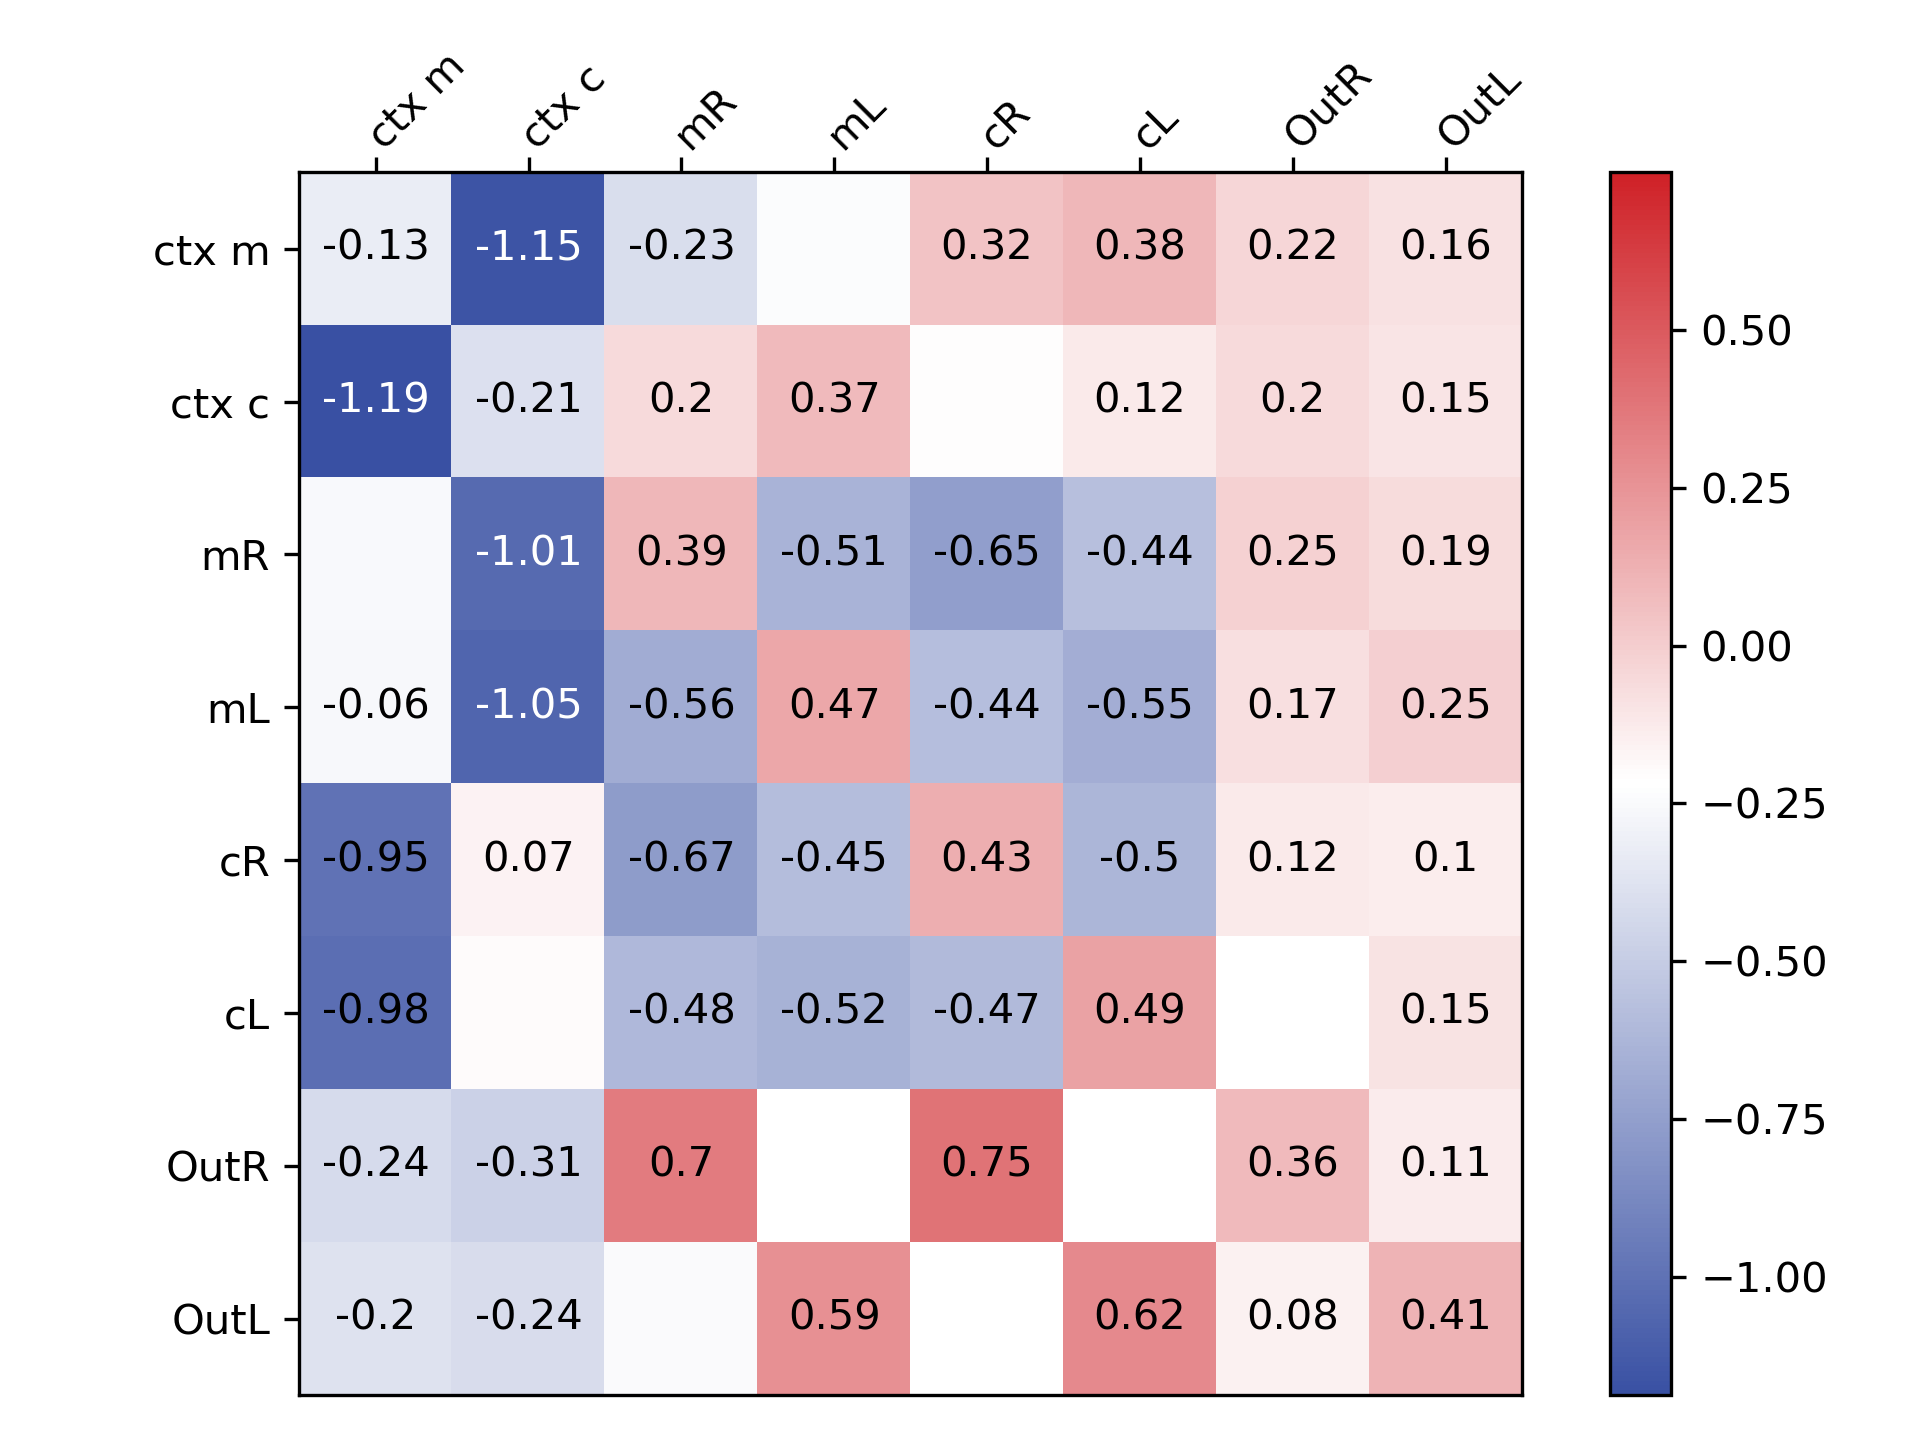 ctx m ctx c mR mL cR cL OutR OutL
ctx m -0.13 -1.15 -0.23 0.32 0.38 0.22 0.16
ctx c -1.19 -0.21 0.2 0.37 0.12 0.2 0.15
mR -1.01 0.39 -0.51 -0.65 -0.44 0.25 0.19
mL -0.06 -1.05 -0.56 0.47 -0.44 -0.55 0.17 0.25
cR -0.95 0.07 -0.67 -0.45 0.43 -0.5 0.12 0.1
cL -0.98 -0.48 -0.52 -0.47 0.49 0.15
OutR -0.24 -0.31 0.7 0.75 0.36 0.11
OutL -0.2 -0.24 0.59 0.62 0.08 0.41
0.50
0.25
0.00
−0.25
−0.50
−0.75
−1.00